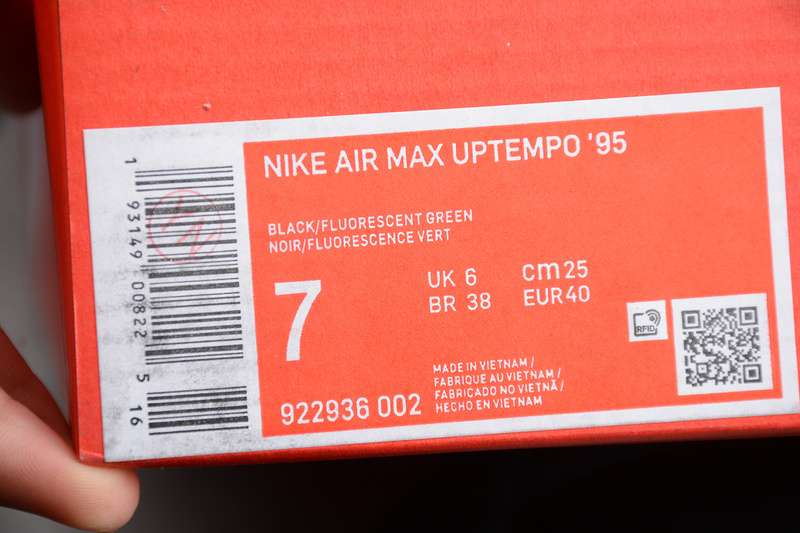 NIKE AIR MAX UPTEMPO '95
BLACK/FLUORESCENT GREEN
NOIR/FLUORESCENCE VERT
7
UK 6
cm 25
BR 38
EUR 40
RFID
MADE IN VIETNAM /
FABRIQUE AU VIETNAM /
FABRICADO NO VIETNÃ /
HECHO EN VIETNAM
922936 002
1 93149 00822 5 16